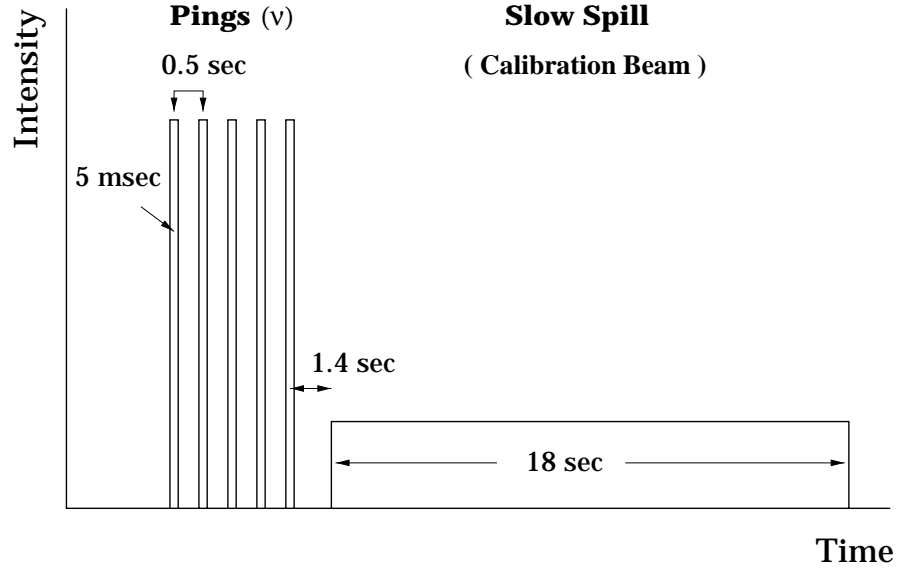 Pings (ν)
Slow Spill
0.5 sec
( Calibration Beam )
Intensity
5 msec
1.4 sec
18 sec
Time